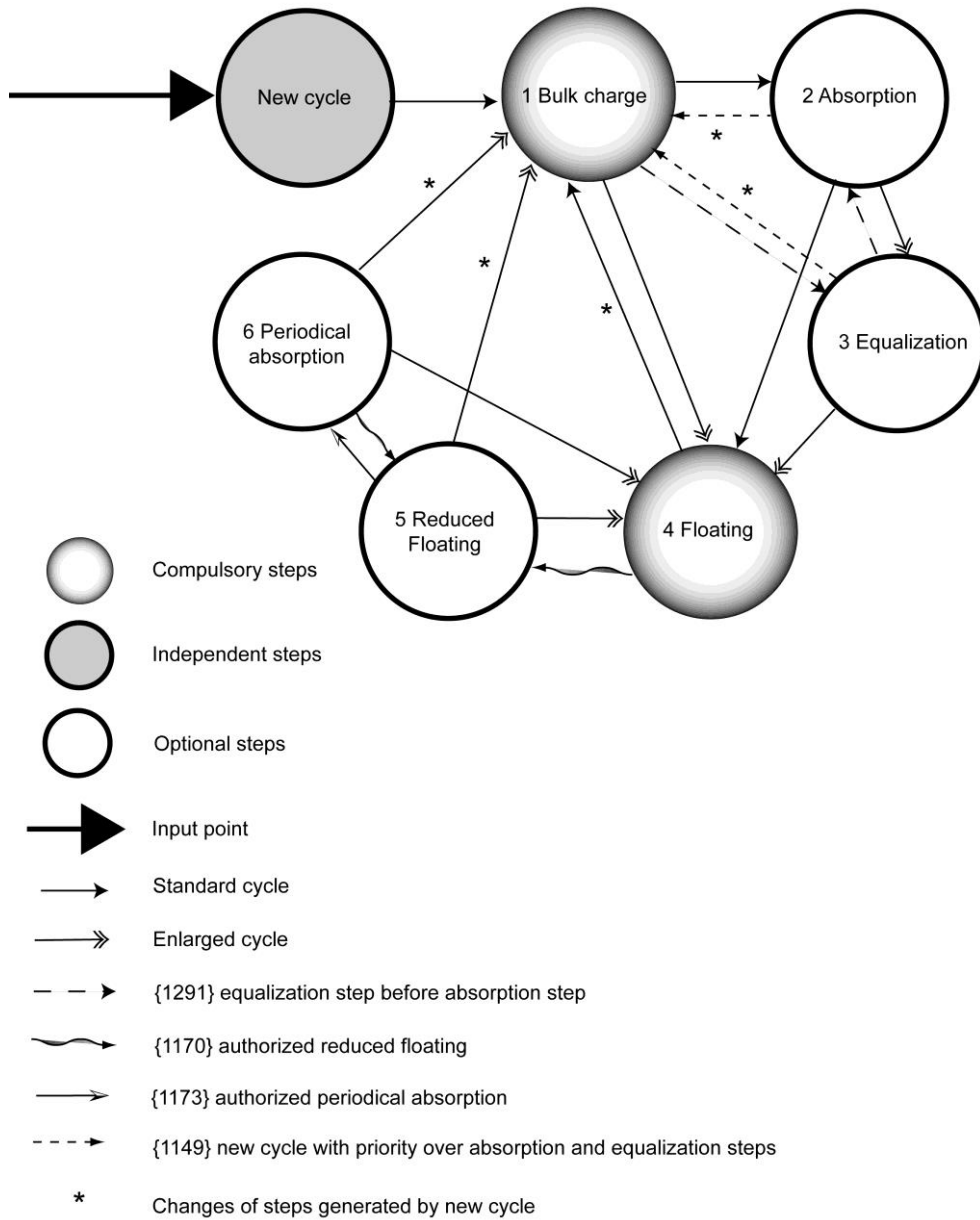 New cycle
1 Bulk charge
2 Absorption
*
*
*
*
*
6 Periodical
absorption
3 Equalization
5 Reduced
Floating
4 Floating
Compulsory steps
Independent steps
Optional steps
Input point
Standard cycle
Enlarged cycle
{1291} equalization step before absorption step
{1170} authorized reduced floating
{1173} authorized periodical absorption
{1149} new cycle with priority over absorption and equalization steps
* Changes of steps generated by new cycle